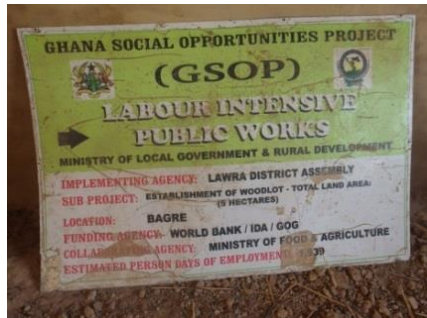 GHANA SOCIAL OPPORTUNITIES PROJECT
(GSOP)
LABOUR INTENSIVE
PUBLIC WORKS
MINISTRY OF LOCAL GOVERNMENT & RURAL DEVELOPMENT
IMPLEMENTING AGENCY: LAWRA DISTRICT ASSEMBLY
SUB PROJECT: ESTABLISHMENT OF WOODLOT - TOTAL LAND AREA:
(5 HECTARES)
LOCATION: BAGRE
FUNDING AGENCY: WORLD BANK / IDA / GOG
COLLABORATING AGENCY: MINISTRY OF FOOD & AGRICULTURE
ESTIMATED PERSON DAYS OF EMPLOYMENT: